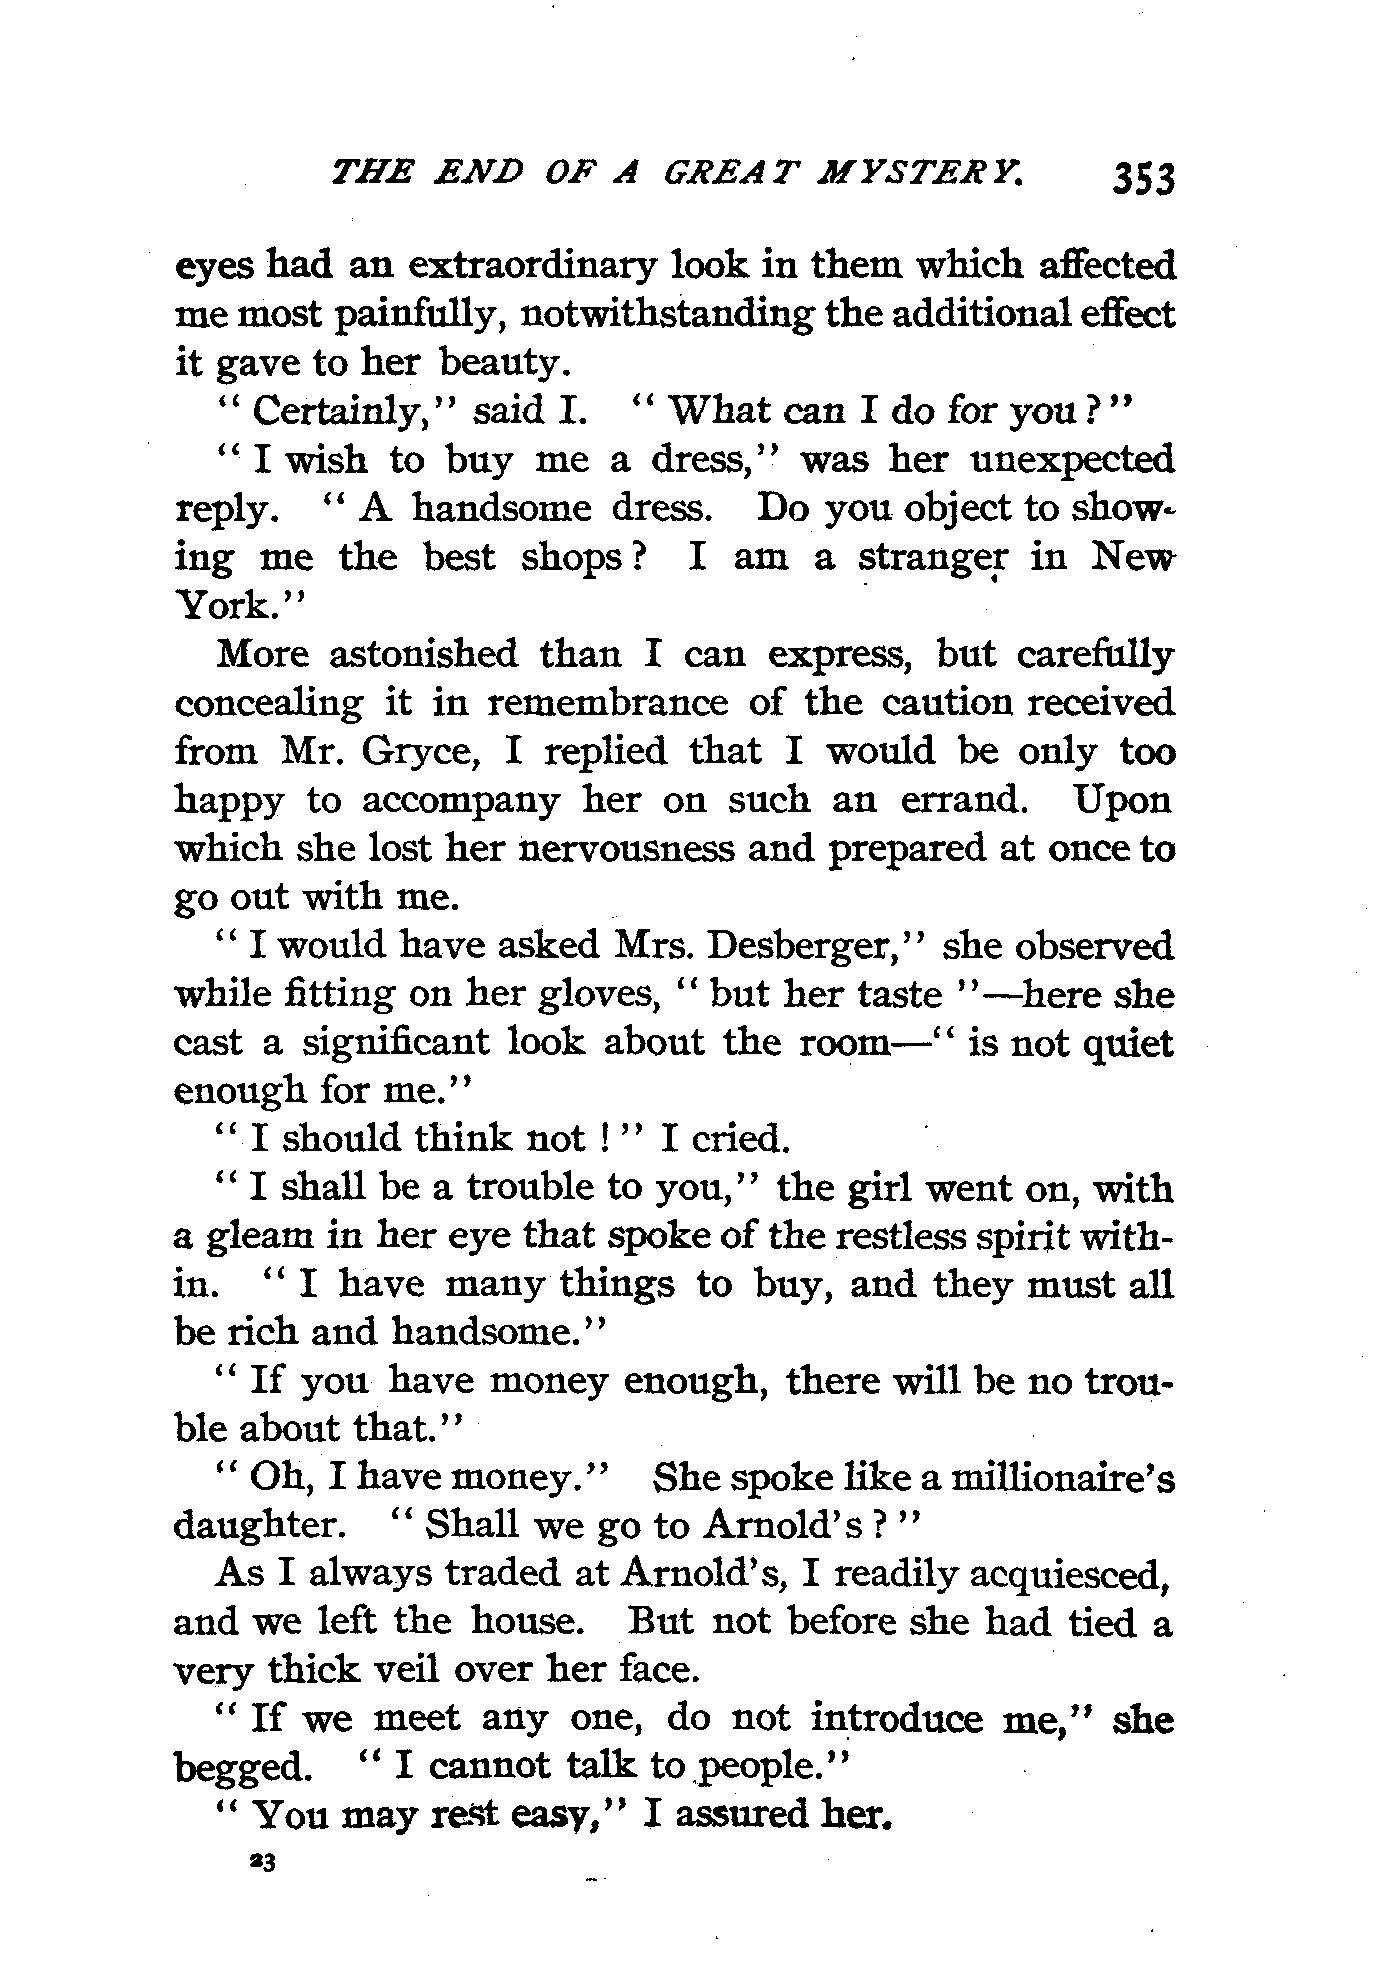 THE END OF A GREAT MYSTERY. 353
eyes had an extraordinary look in them which affected
me most painfully, notwithstanding the additional effect
it gave to her beauty.
“ Certainly,” said I. “ What can I do for you ?”
“ I wish to buy me a dress,” was her unexpected
reply. “ A handsome dress. Do you object to show-
ing me the best shops ? I am a stranger in New
York.”
More astonished than I can express, but carefully
concealing it in remembrance of the caution received
from Mr. Gryce, I replied that I would be only too
happy to accompany her on such an errand. Upon
which she lost her nervousness and prepared at once to
go out with me.
“ I would have asked Mrs. Desberger,” she observed
while fitting on her gloves, “ but her taste ”—here she
cast a significant look about the room—“ is not quiet
enough for me.”
“ I should think not ! ” I cried.
“ I shall be a trouble to you,” the girl went on, with
a gleam in her eye that spoke of the restless spirit with-
in. “ I have many things to buy, and they must all
be rich and handsome.”
“ If you have money enough, there will be no trou-
ble about that.”
“ Oh, I have money.” She spoke like a millionaire’s
daughter. “ Shall we go to Arnold’s ? ”
As I always traded at Arnold’s, I readily acquiesced,
and we left the house. But not before she had tied a
very thick veil over her face.
“ If we meet any one, do not introduce me,” she
begged. “ I cannot talk to people.”
“ You may rest easy,” I assured her.
23